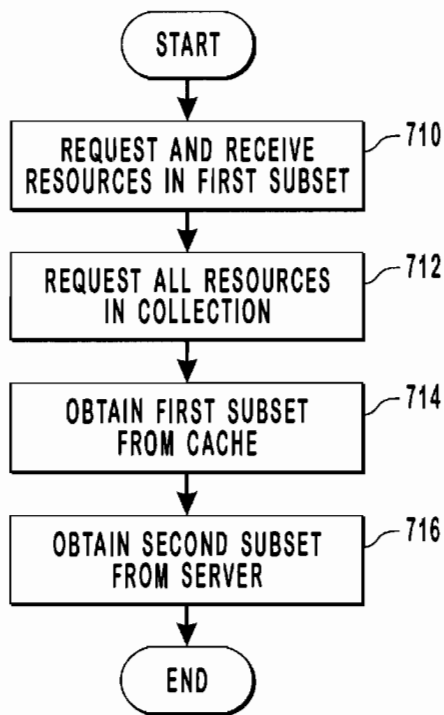 START
REQUEST AND RECEIVE
RESOURCES IN FIRST SUBSET
710
REQUEST ALL RESOURCES
IN COLLECTION
712
OBTAIN FIRST SUBSET
FROM CACHE
714
OBTAIN SECOND SUBSET
FROM SERVER
716
END